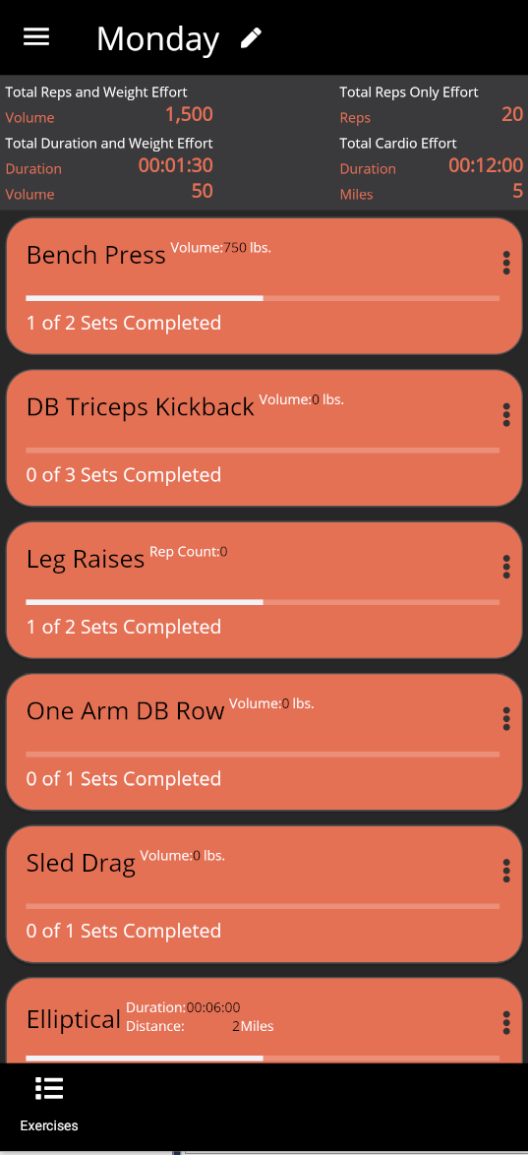 Monday
Total Reps and Weight Effort
Volume 1,500
Total Duration and Weight Effort
Duration 00:01:30
Volume 50
Total Reps Only Effort
Reps 20
Total Cardio Effort
Duration 00:12:00
Miles 5
Bench Press Volume:750 lbs.
1 of 2 Sets Completed
DB Triceps Kickback Volume:0 lbs.
0 of 3 Sets Completed
Leg Raises Rep Count:0
1 of 2 Sets Completed
One Arm DB Row Volume:0 lbs.
0 of 1 Sets Completed
Sled Drag Volume:0 lbs.
0 of 1 Sets Completed
Elliptical
Duration:00:06:00
Distance: 2Miles
Exercises